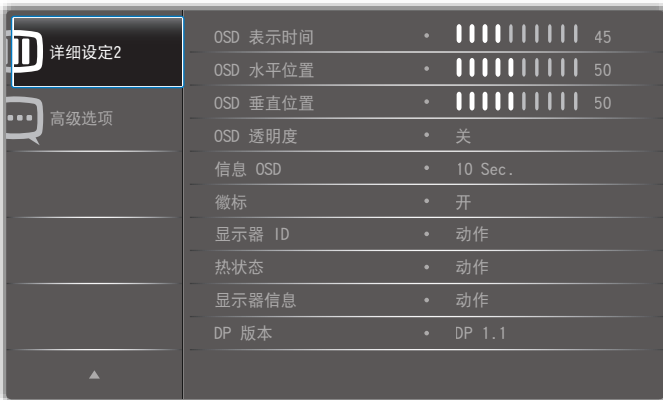 详细设定2
高级选项
OSD 表示时间 • 45
OSD 水平位置 • 50
OSD 垂直位置 • 50
OSD 透明度 • 关
信息 OSD • 10 Sec.
徽标 • 开
显示器 ID • 动作
热状态 • 动作
显示器信息 • 动作
DP 版本 • DP 1.1